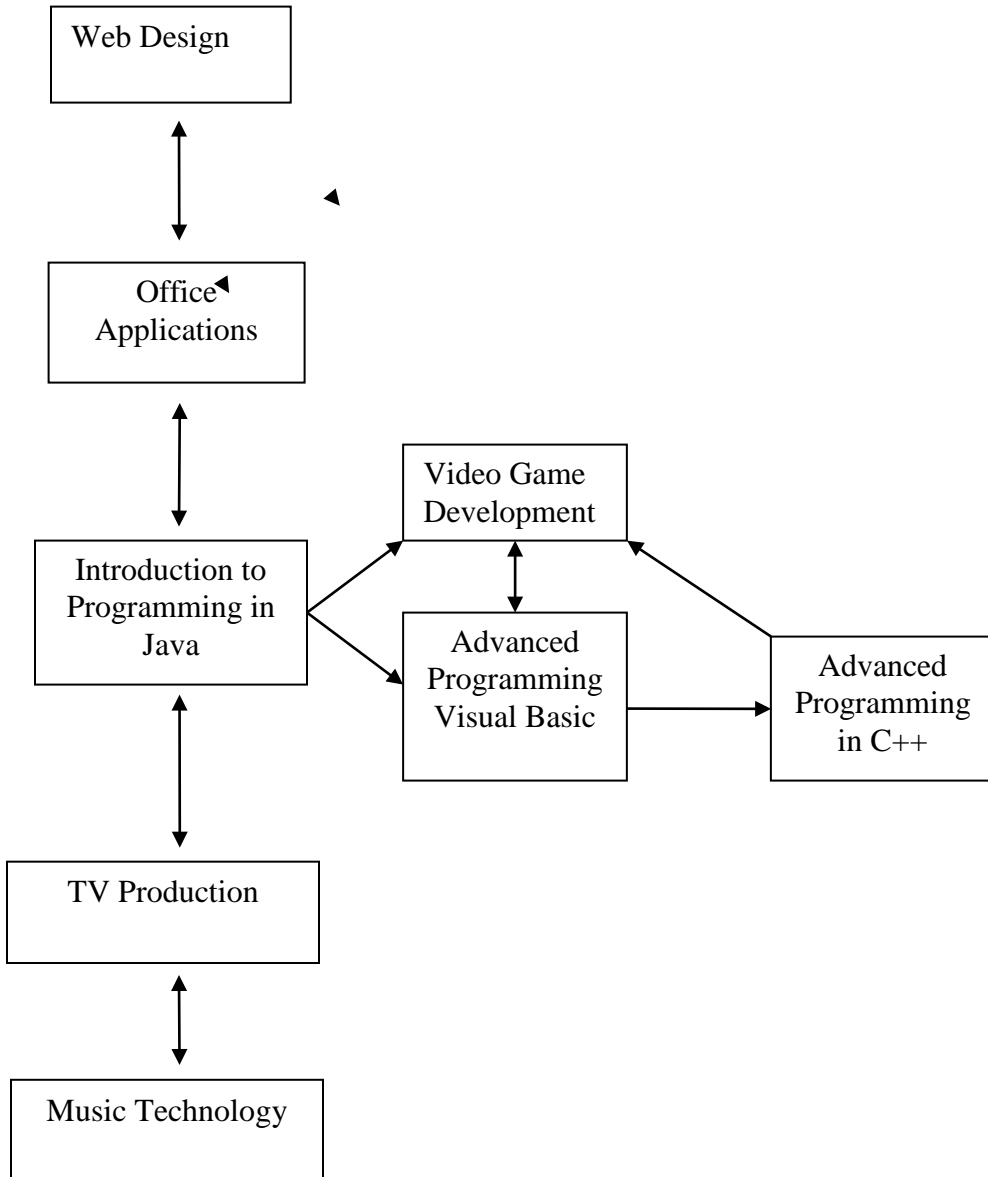 Web Design
Office
Applications
Video Game
Development
Introduction to
Programming in
Java
Advanced
Programming
Visual Basic
Advanced
Programming
in C++
TV Production
Music Technology